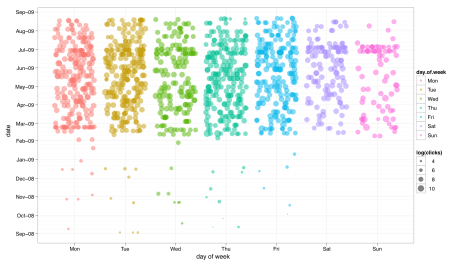 Sep-09
Aug-09
Jul-09
Jun-09
May-09
Apr-09
Mar-09
Feb-09
Jan-09
Dec-08
Nov-08
Oct-08
Sep-08
date
Mon
Tue
Wed
Thu
Fri
Sat
Sun
day of week
day.of.week
Mon
Tue
Wed
Thu
Fri
Sat
Sun
log(clicks)
4
6
8
10